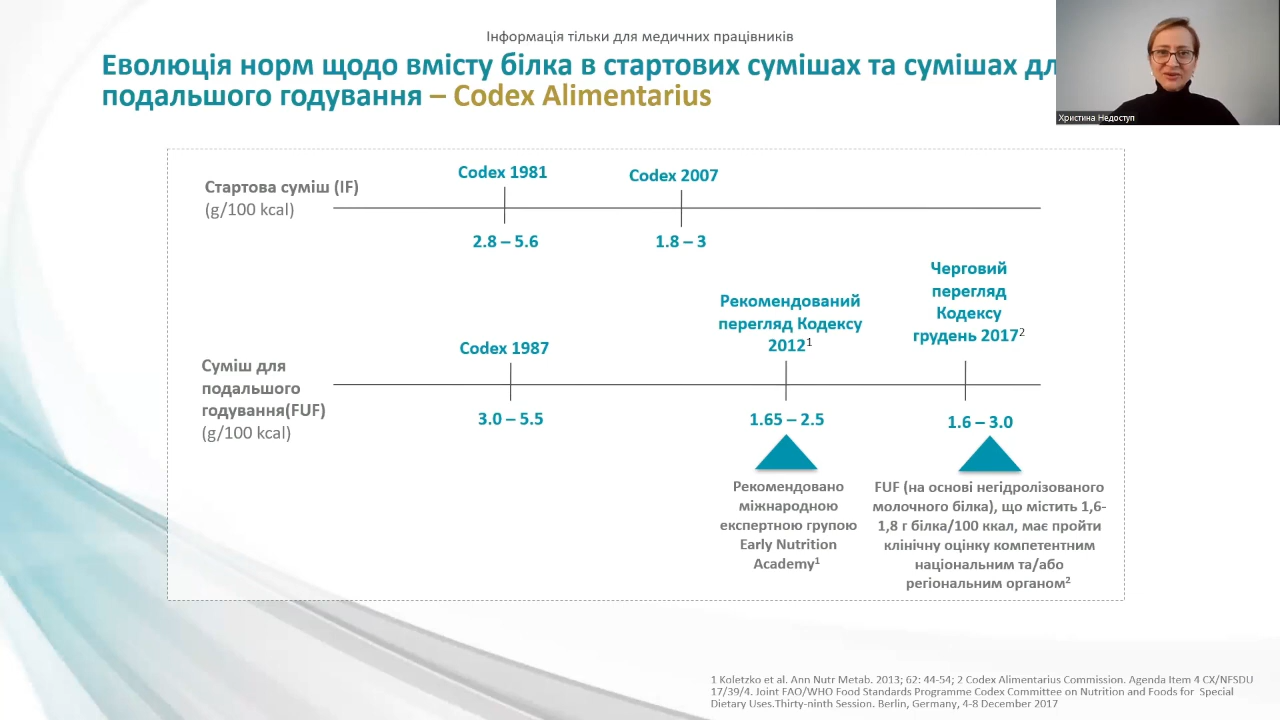 Інформація тільки для медичних працівників
Еволюція норм щодо вмісту білка в стартових сумішах та сумішах
подальшого годування – Codex Alimentarius
Христина Недоступ
Стартова суміш (IF)
(g/100 kcal)
Codex 1981
2.8 – 5.6
Codex 2007
1.8 – 3
Суміш для
подальшого
годування(FUF)
(g/100 kcal)
Codex 1987
3.0 – 5.5
Рекомендований
перегляд Кодексу
2012¹
1.65 – 2.5
Рекомендовано
міжнародною
експертною групою
Early Nutrition
Academy¹
Черговий
перегляд
Кодексу
грудень 2017²
1.6 – 3.0
FUF (на основі негідролізованого
молочного білка), що містить 1,6-
1,8 г білка/100 ккал, має пройти
клінічну оцінку компетентним
національним та/або
регіональним органом²
1 Koletzko et al. Ann Nutr Metab. 2013; 62: 44-54; 2 Codex Alimentarius Commission. Agenda Item 4 CX/NFSDU
17/39/4. Joint FAO/WHO Food Standards Programme Codex Committee on Nutrition and Foods for Special
Dietary Uses.Thirty-ninth Session. Berlin, Germany, 4-8 December 2017